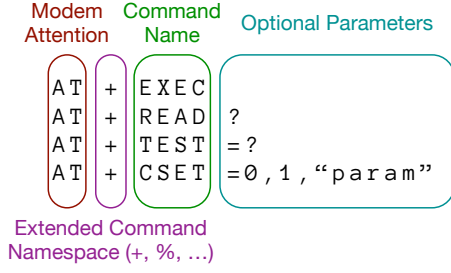 Modem Attention
Command Name
Optional Parameters
AT + EXEC
AT + READ ?
AT + TEST =?
AT + CSET =0,1,“param”
Extended Command
Namespace (+, %, …)